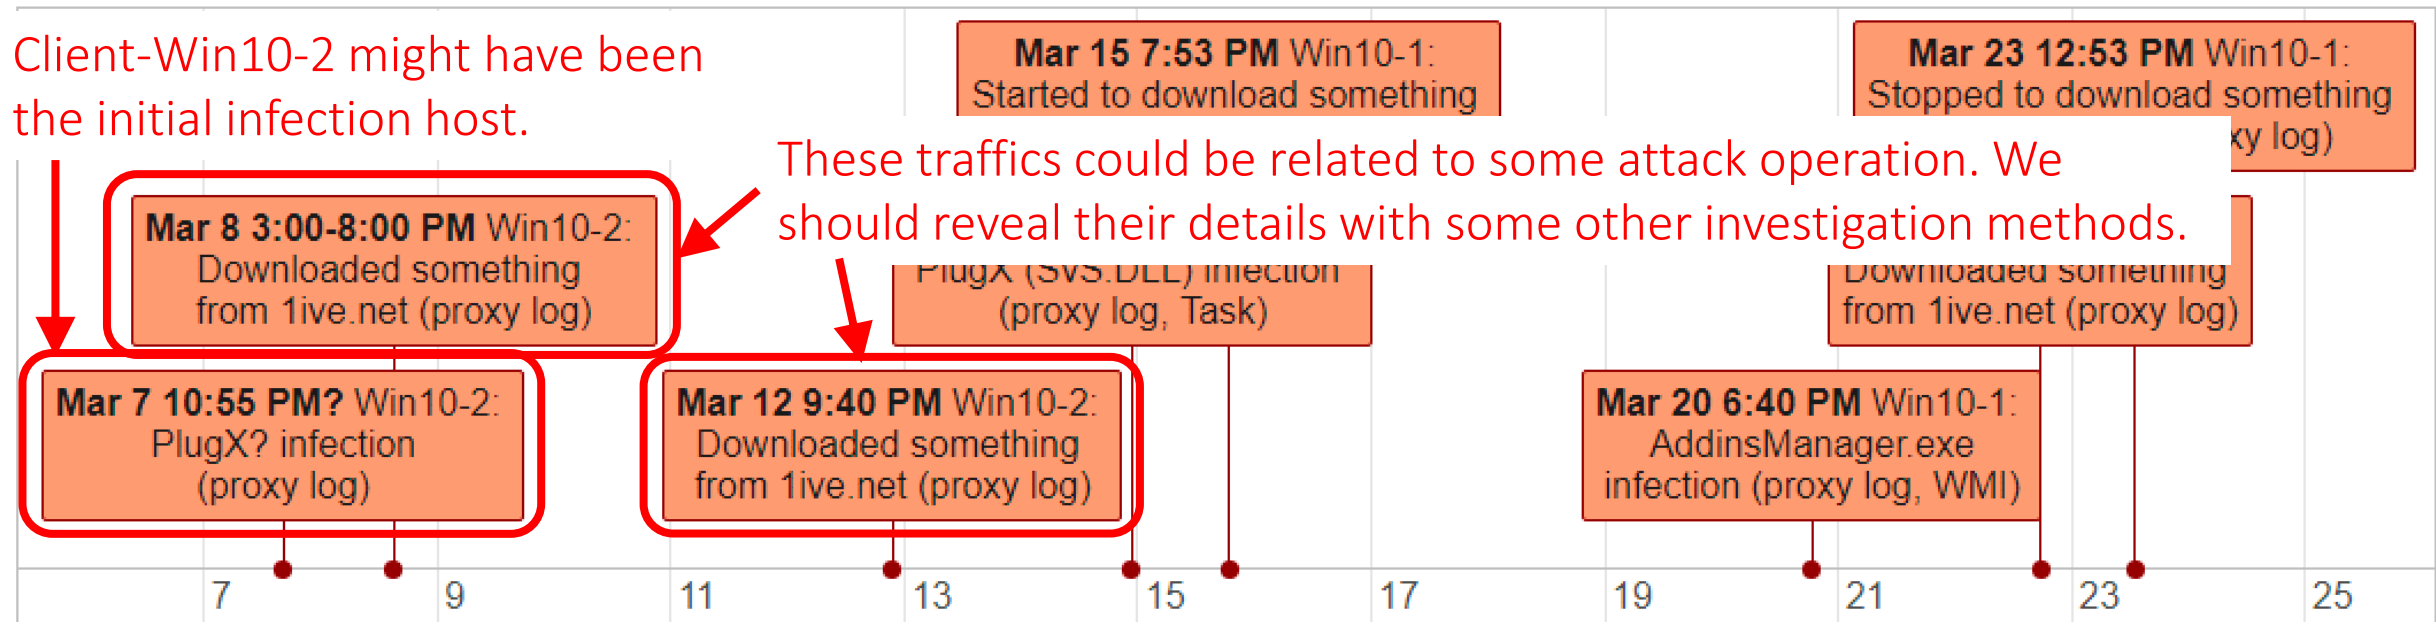 Client-Win10-2 might have been
the initial infection host.
Mar 15 7:53 PM Win10-1:
Started to download something
Mar 23 12:53 PM Win10-1:
Stopped to download something
xy log)
These traffics could be related to some attack operation. We
should reveal their details with some other investigation methods.
Mar 8 3:00-8:00 PM Win10-2:
Downloaded something
from 1ive.net (proxy log)
PlugX (SVS.DLL) infection
(proxy log, Task)
Downloaded something
from 1ive.net (proxy log)
Mar 7 10:55 PM? Win10-2:
PlugX? infection
(proxy log)
Mar 12 9:40 PM Win10-2:
Downloaded something
from 1ive.net (proxy log)
Mar 20 6:40 PM Win10-1:
AddinsManager.exe
infection (proxy log, WMI)
7
9
11
13
15
17
19
21
23
25